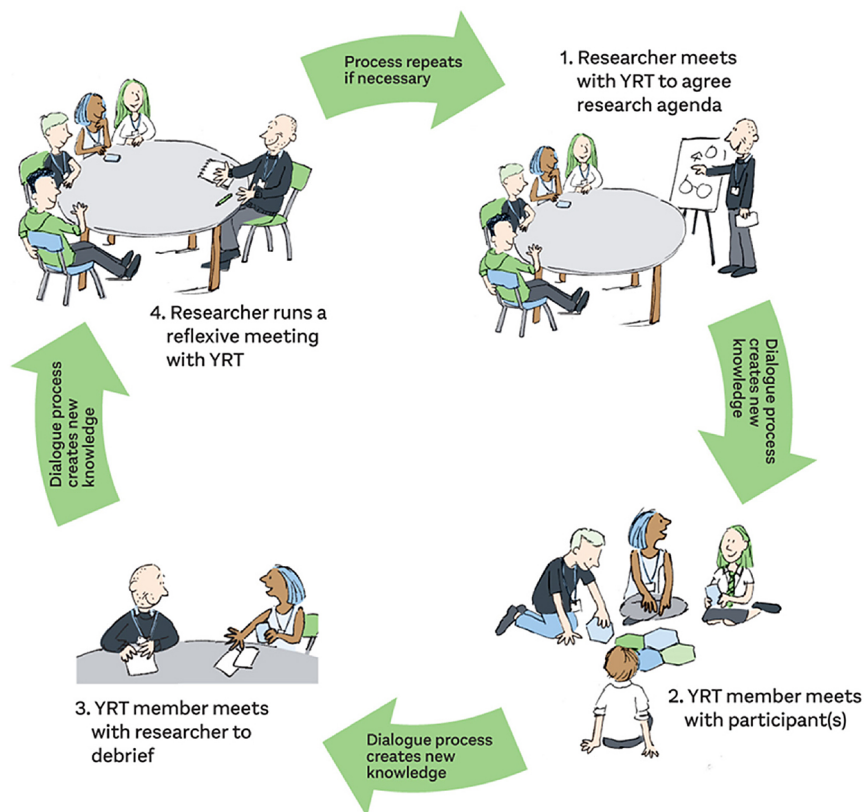 Process repeats
if necessary
1. Researcher meets
with YRT to agree
research agenda
Dialogue process
creates new
knowledge
2. YRT member meets
with participant(s)
Dialogue process
creates new
knowledge
3. YRT member meets
with researcher to
debrief
Dialogue process
creates new
knowledge
4. Researcher runs a
reflexive meeting
with YRT